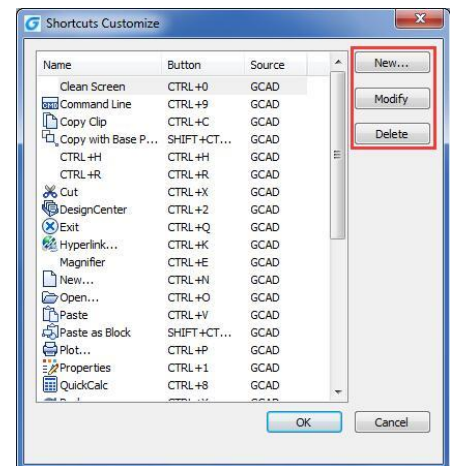 Shortcuts Customize
Name Button Source
Clean Screen CTRL+0 GCAD
Command Line CTRL+9 GCAD
Copy Clip CTRL+C GCAD
Copy with Base P... SHIFT+CT... GCAD
CTRL+H CTRL+H GCAD
CTRL+R CTRL+R GCAD
Cut CTRL+X GCAD
DesignCenter CTRL+2 GCAD
Exit CTRL+Q GCAD
Hyperlink... CTRL+K GCAD
Magnifier CTRL+E GCAD
New... CTRL+N GCAD
Open... CTRL+O GCAD
Paste CTRL+V GCAD
Paste as Block SHIFT+CT... GCAD
Plot... CTRL+P GCAD
Properties CTRL+1 GCAD
QuickCalc CTRL+8 GCAD
New...
Modify
Delete
OK Cancel